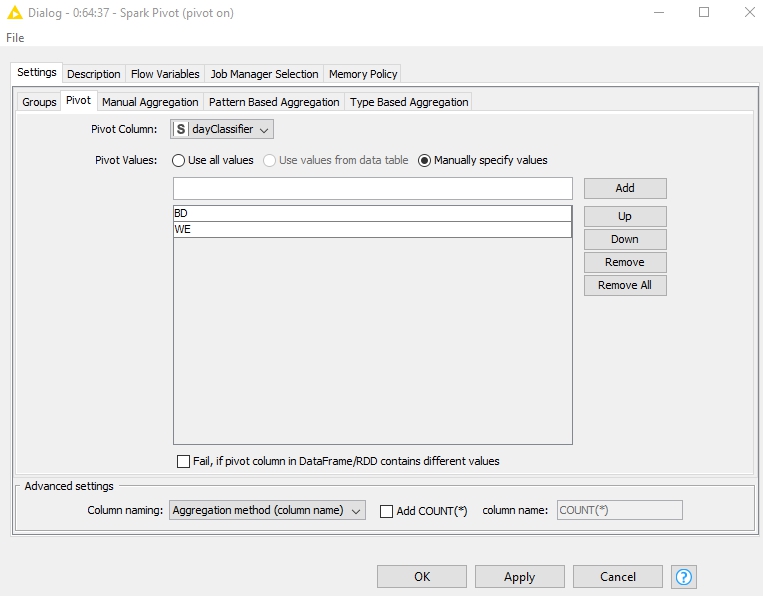 Dialog - 0:64:37 - Spark Pivot (pivot on)
File
Settings Description Flow Variables Job Manager Selection Memory Policy
Groups Pivot Manual Aggregation Pattern Based Aggregation Type Based Aggregation
Pivot Column: S dayClassifier
Pivot Values: Use all values Use values from data table Manually specify values
Add
BD Up
WE
Down
Remove
Remove All
Fail, if pivot column in DataFrame/RDD contains different values
Advanced settings
Column naming: Aggregation method (column name) Add COUNT(*) column name: COUNT(*)
OK Apply Cancel ?